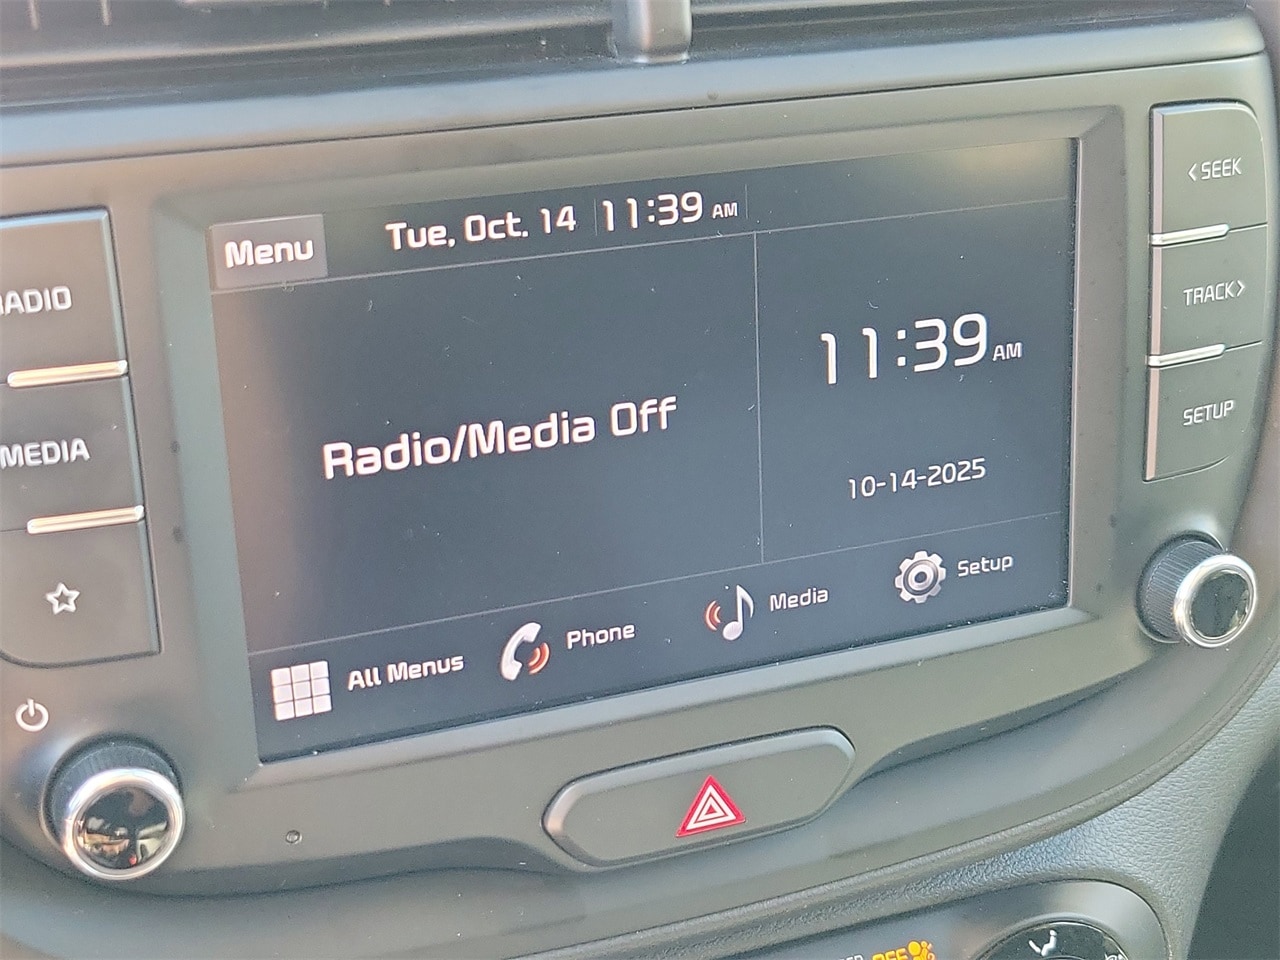 Menu
Tue, Oct. 14 11:39 AM
Radio/Media Off
11:39 AM
10-14-2025
All Menus
Phone
Media
Setup
RADIO
MEDIA
< SEEK
TRACK >
SETUP
OFF